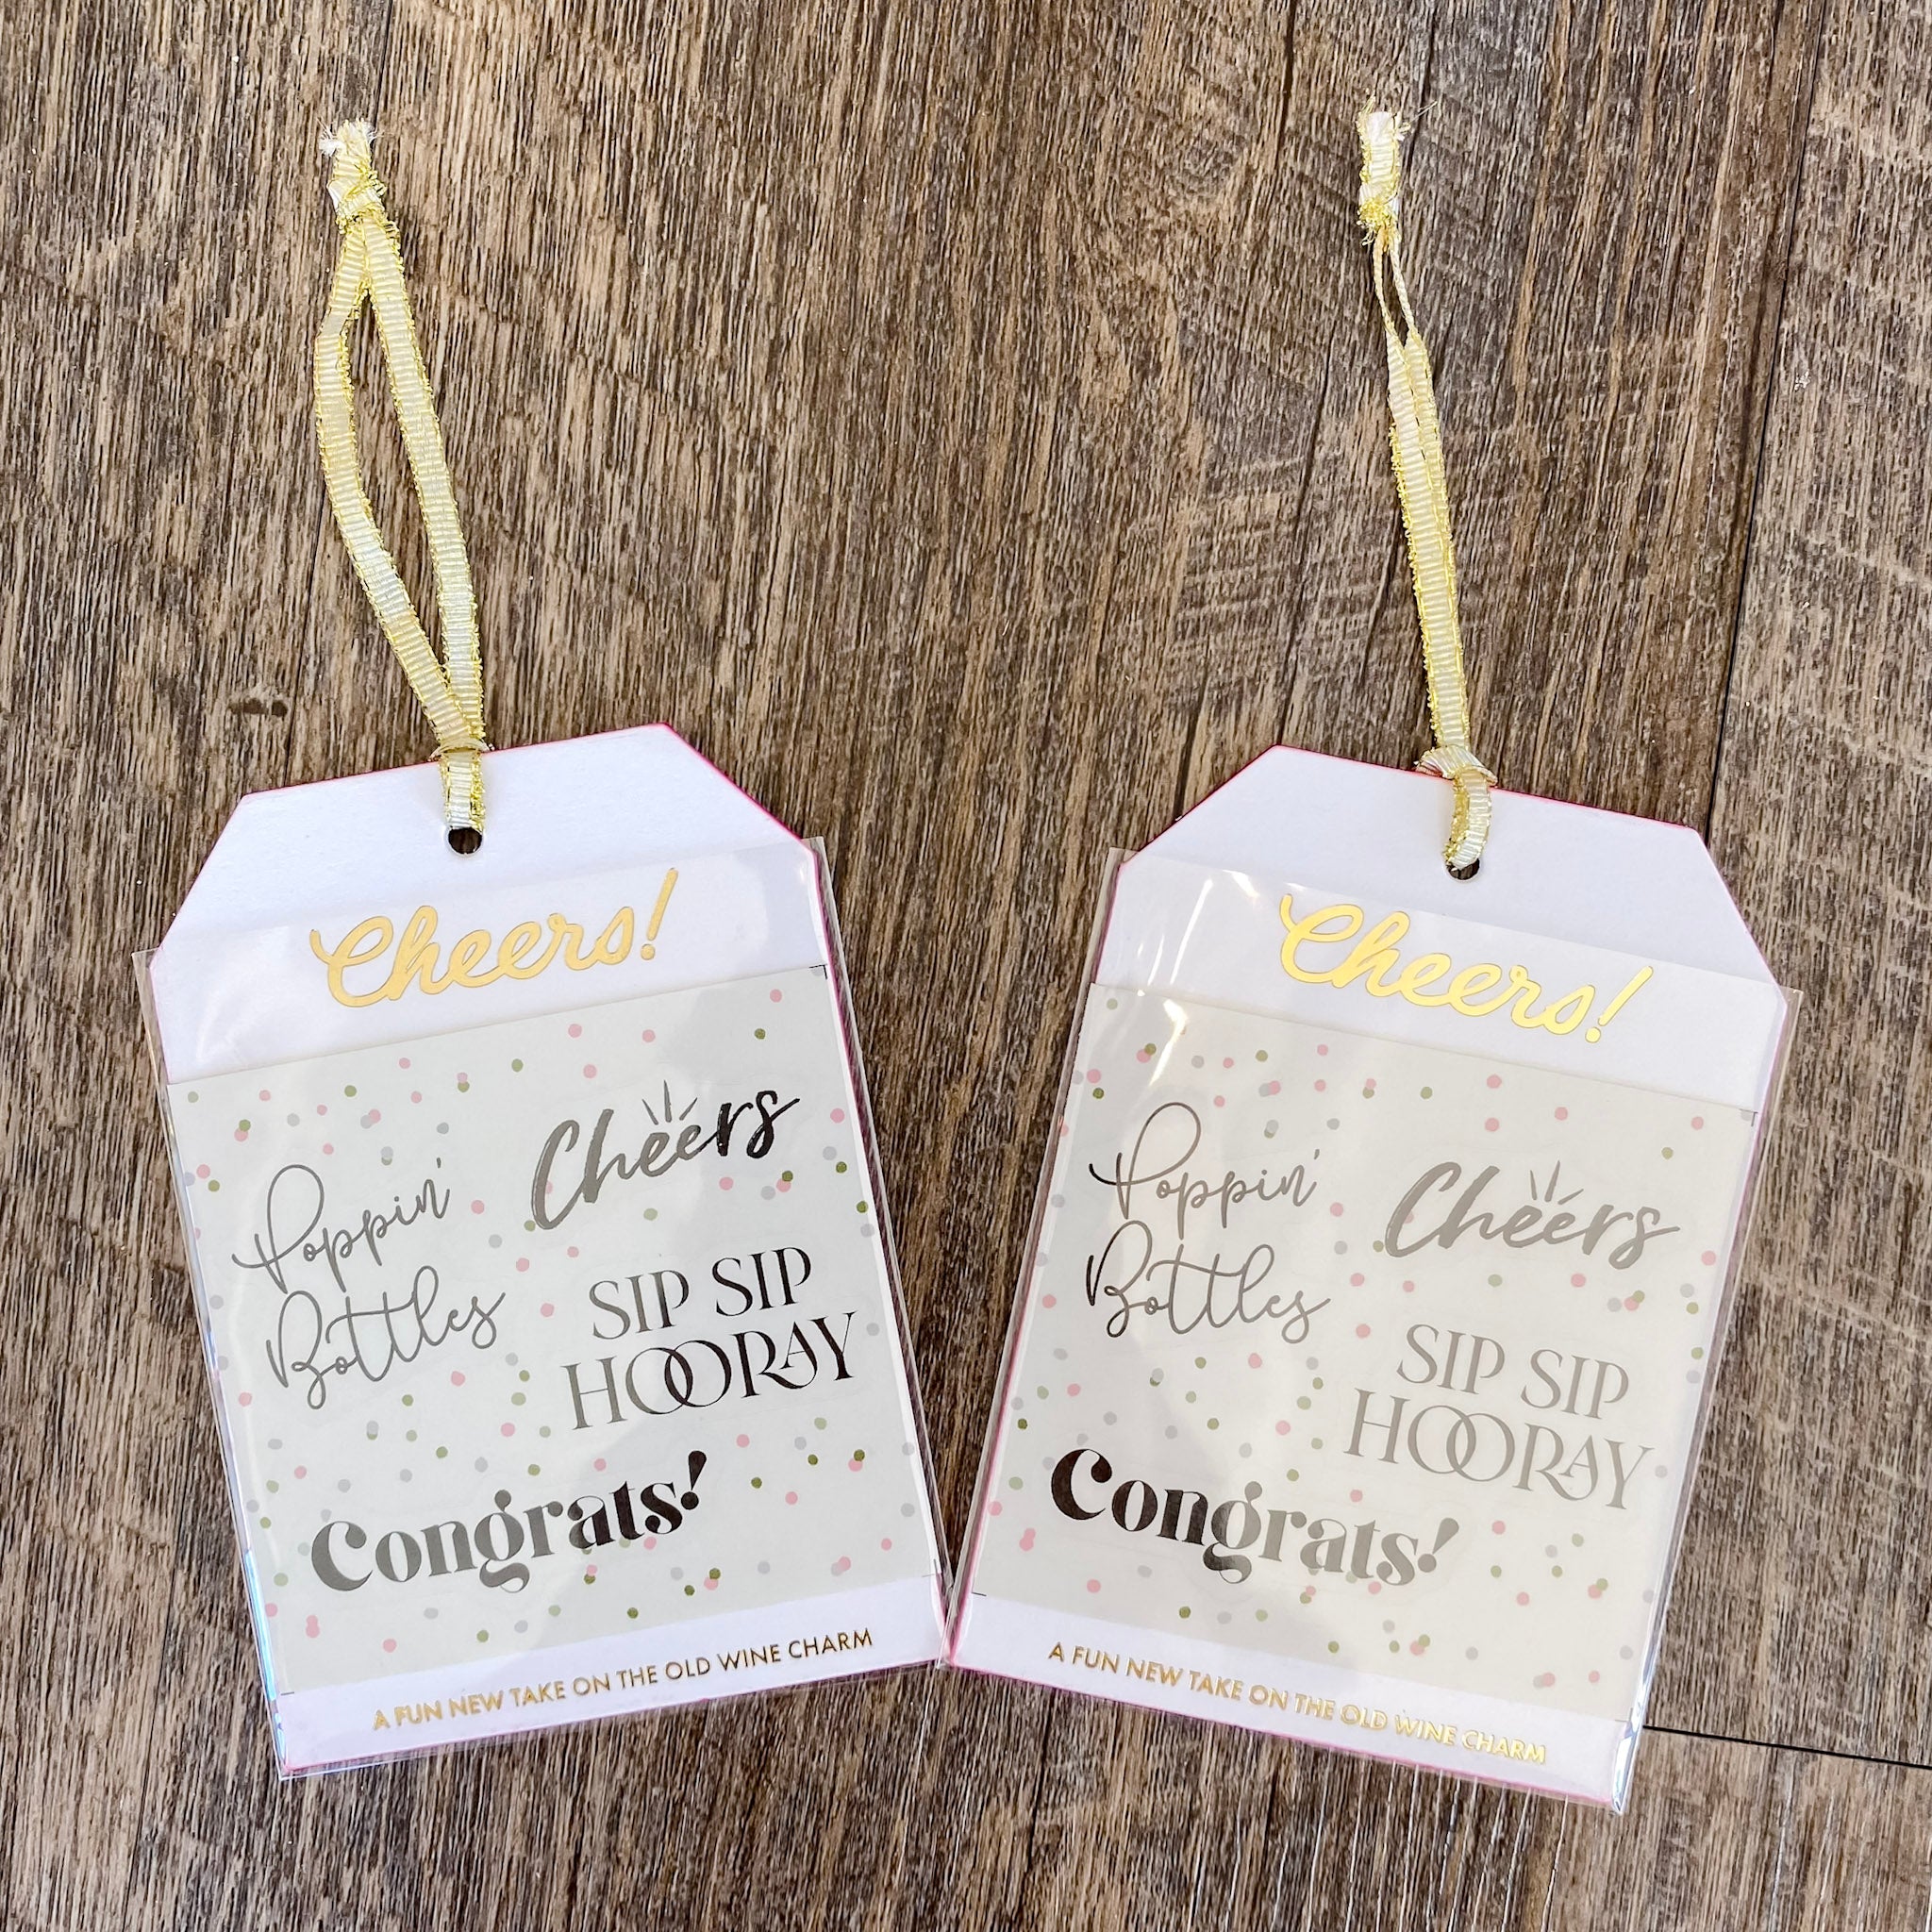 Cheers!
Poppin'
Bottles
Cheers
SIP SIP
HOORAY
Congrats!
A FUN NEW TAKE ON THE OLD WINE CHARM
Cheers!
Poppin'
Bottles
Cheers
SIP SIP
HOORAY
Congrats!
A FUN NEW TAKE ON THE OLD WINE CHARM